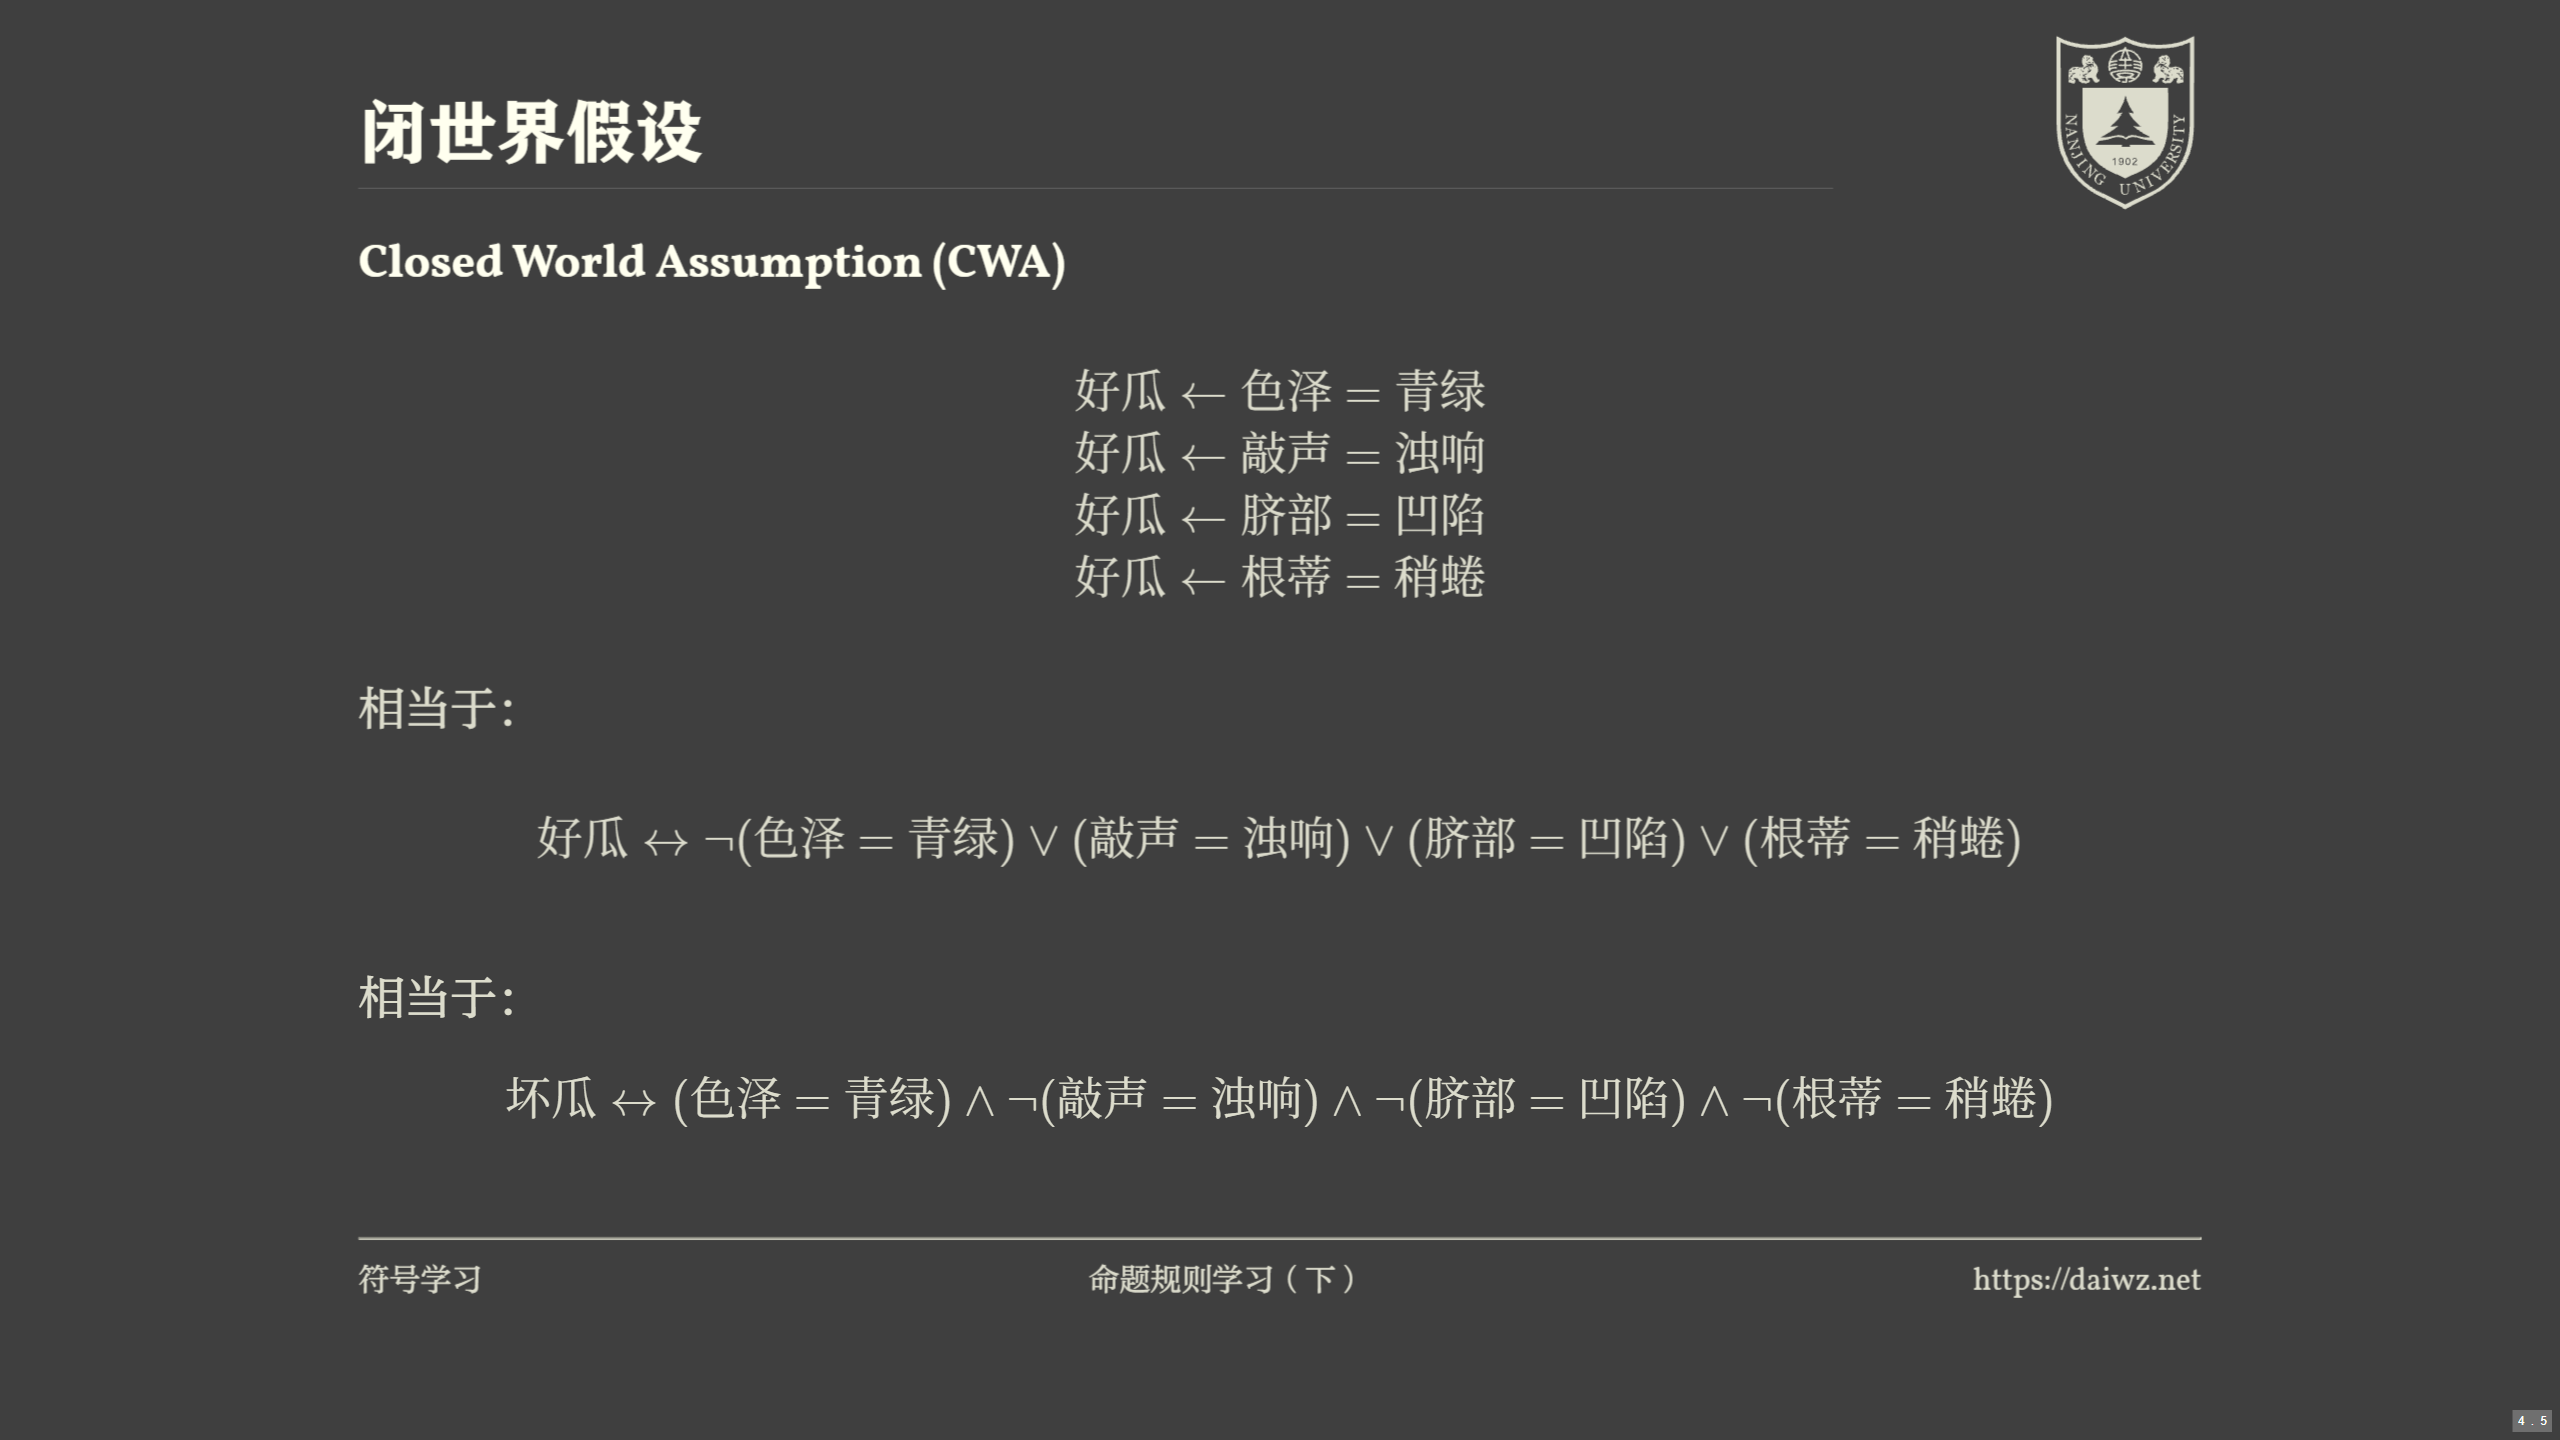 闭世界假设
NANJING UNIVERSITY
1902
Closed World Assumption (CWA)
好瓜 ← 色泽 = 青绿
好瓜 ← 敲声 = 浊响
好瓜 ← 脐部 = 凹陷
好瓜 ← 根蒂 = 稍蜷
相当于：
好瓜 ↔ ¬(色泽 = 青绿) ∨ (敲声 = 浊响) ∨ (脐部 = 凹陷) ∨ (根蒂 = 稍蜷)
相当于：
坏瓜 ↔ (色泽 = 青绿) ∧ ¬(敲声 = 浊响) ∧ ¬(脐部 = 凹陷) ∧ ¬(根蒂 = 稍蜷)
符号学习
命题规则学习（下）
https://daiwz.net
4 . 5